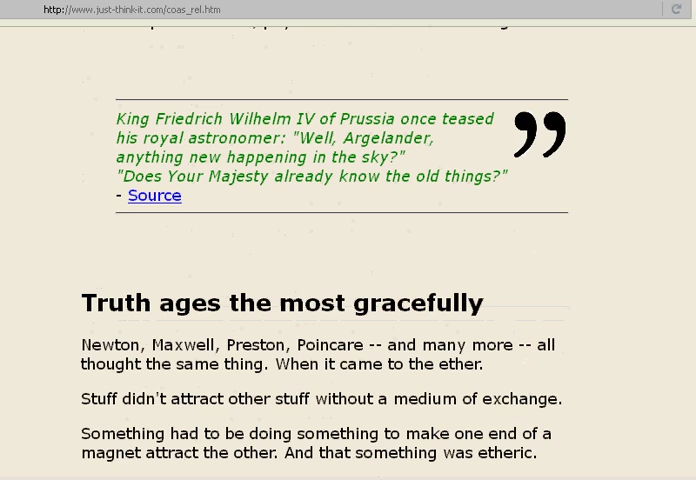 http://www.just-think-it.com/coas_rel.htm
King Friedrich Wilhelm IV of Prussia once teased
his royal astronomer: "Well, Argelander,
anything new happening in the sky?"
"Does Your Majesty already know the old things?"
- Source
”
Truth ages the most gracefully
Newton, Maxwell, Preston, Poincare -- and many more -- all
thought the same thing. When it came to the ether.
Stuff didn't attract other stuff without a medium of exchange.
Something had to be doing something to make one end of a
magnet attract the other. And that something was etheric.